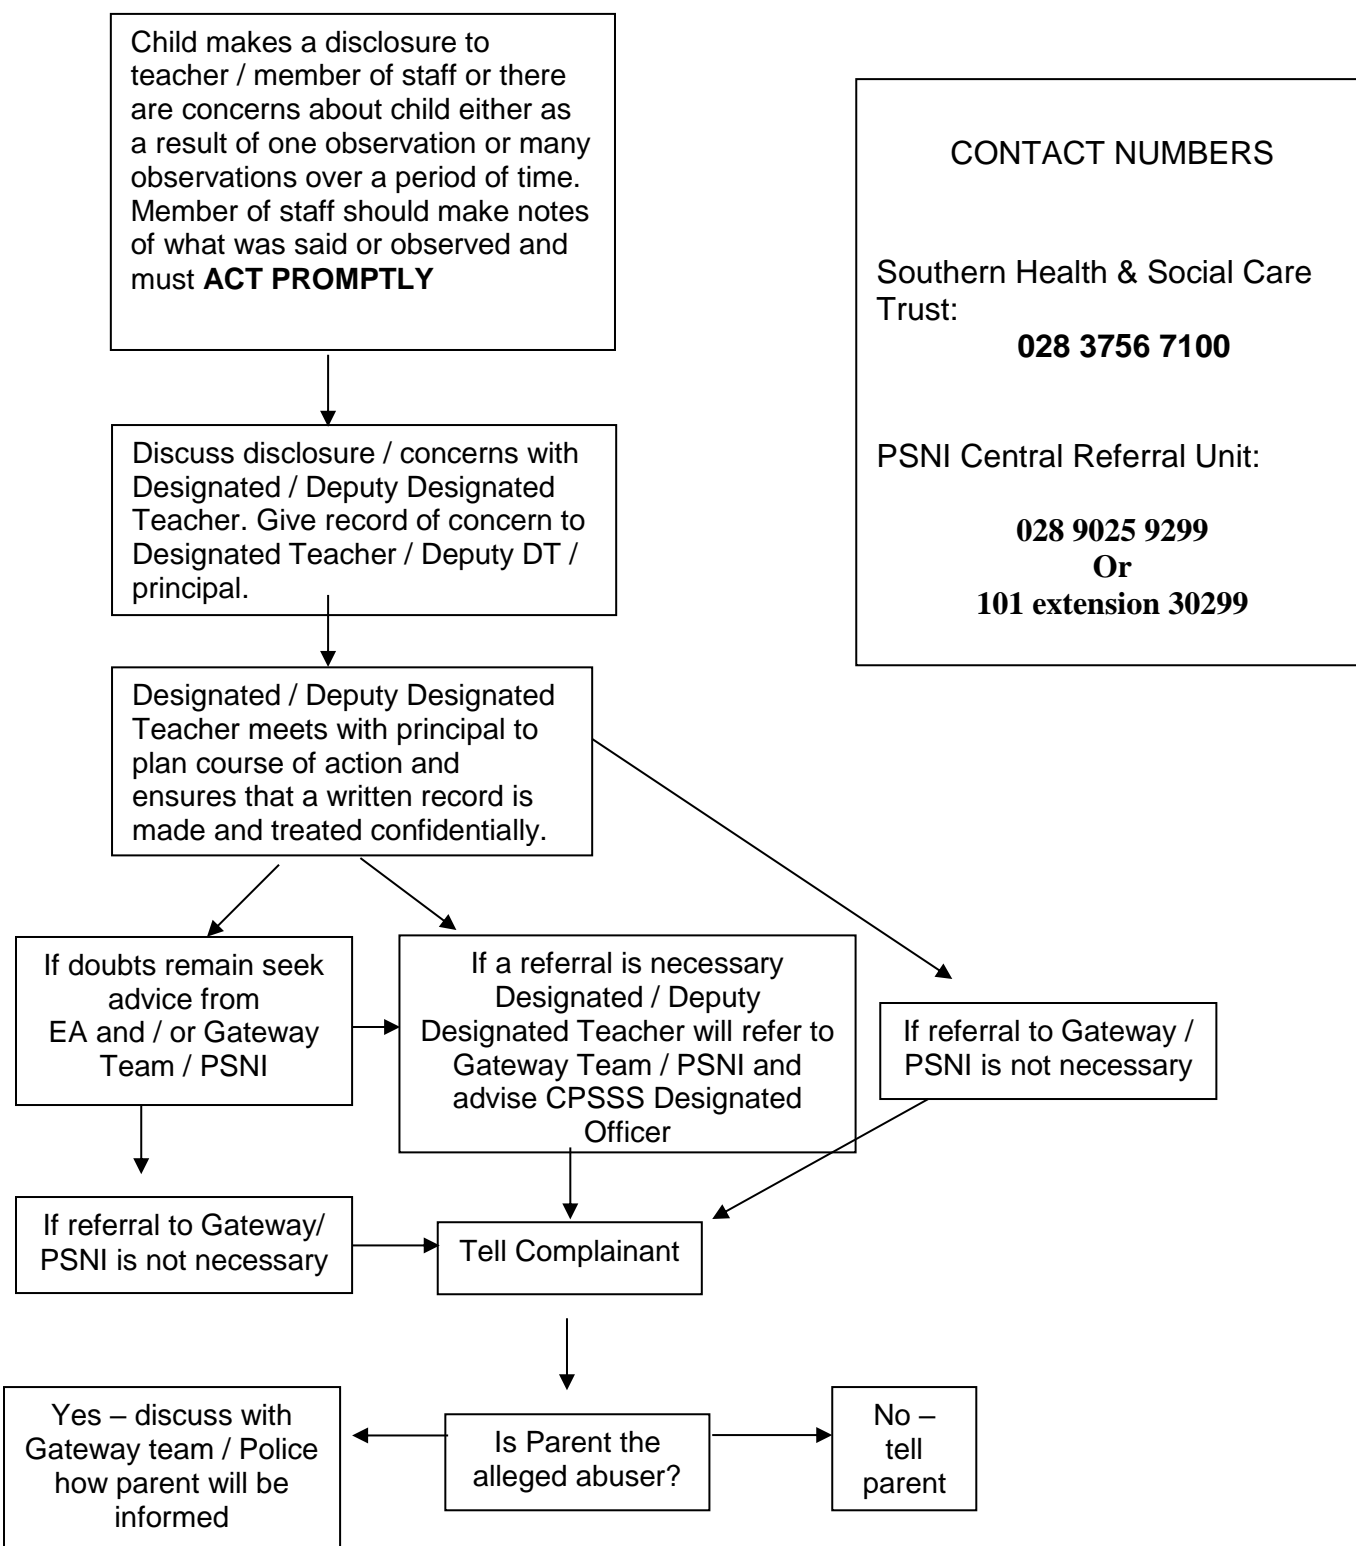 Child makes a disclosure to
teacher / member of staff or there
are concerns about child either as
a result of one observation or many
observations over a period of time.
Member of staff should make notes
of what was said or observed and
must ACT PROMPTLY
CONTACT NUMBERS
Southern Health & Social Care
Trust:
028 3756 7100
PSNI Central Referral Unit:
028 9025 9299
Or
101 extension 30299
Discuss disclosure / concerns with
Designated / Deputy Designated
Teacher. Give record of concern to
Designated Teacher / Deputy DT /
principal.
Designated / Deputy Designated
Teacher meets with principal to
plan course of action and
ensures that a written record is
made and treated confidentially.
If doubts remain seek
advice from
EA and / or Gateway
Team / PSNI
If a referral is necessary
Designated / Deputy
Designated Teacher will refer to
Gateway Team / PSNI and
advise CPSSS Designated
Officer
If referral to Gateway /
PSNI is not necessary
If referral to Gateway/
PSNI is not necessary
Tell Complainant
Yes – discuss with
Gateway team / Police
how parent will be
informed
Is Parent the
alleged abuser?
No –
tell
parent